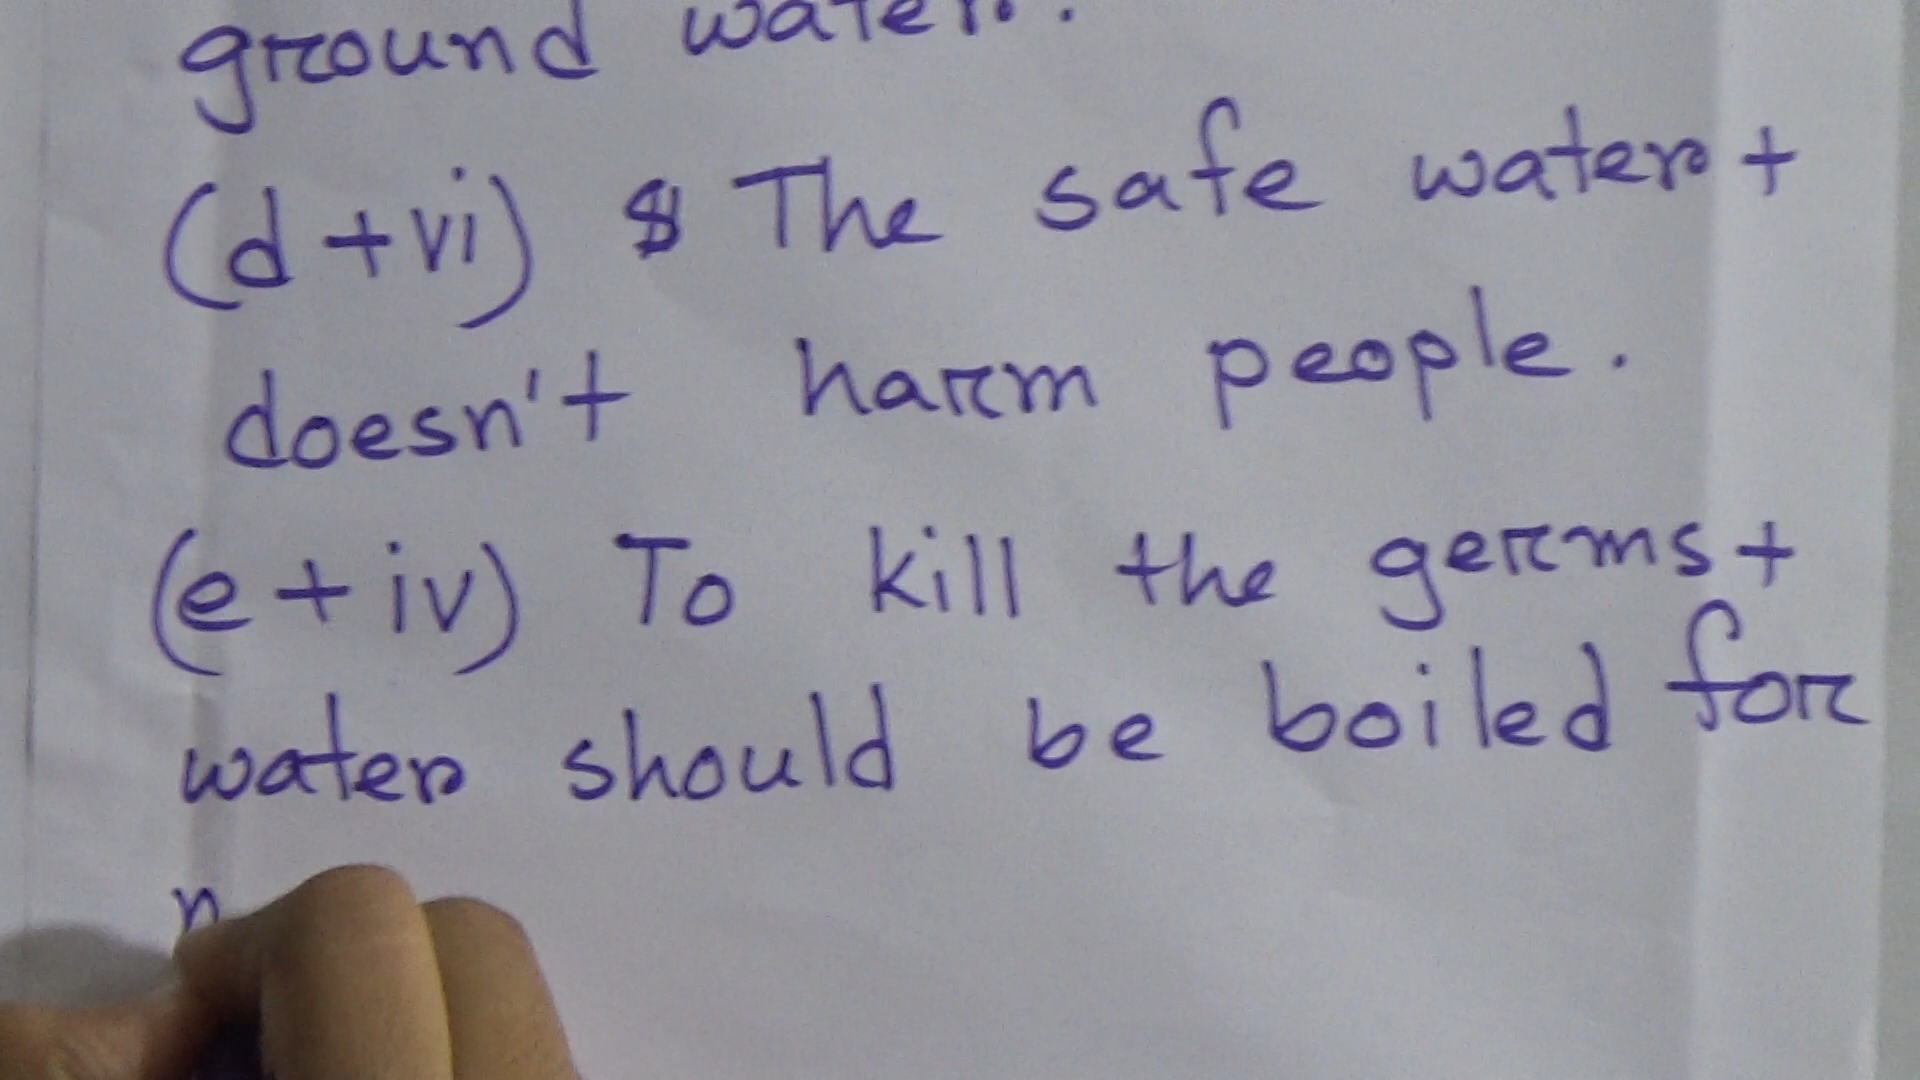 ground water.
(d+vi) The safe water +
doesn't harm people.
(e+iv) To kill the germs +
water should be boiled for